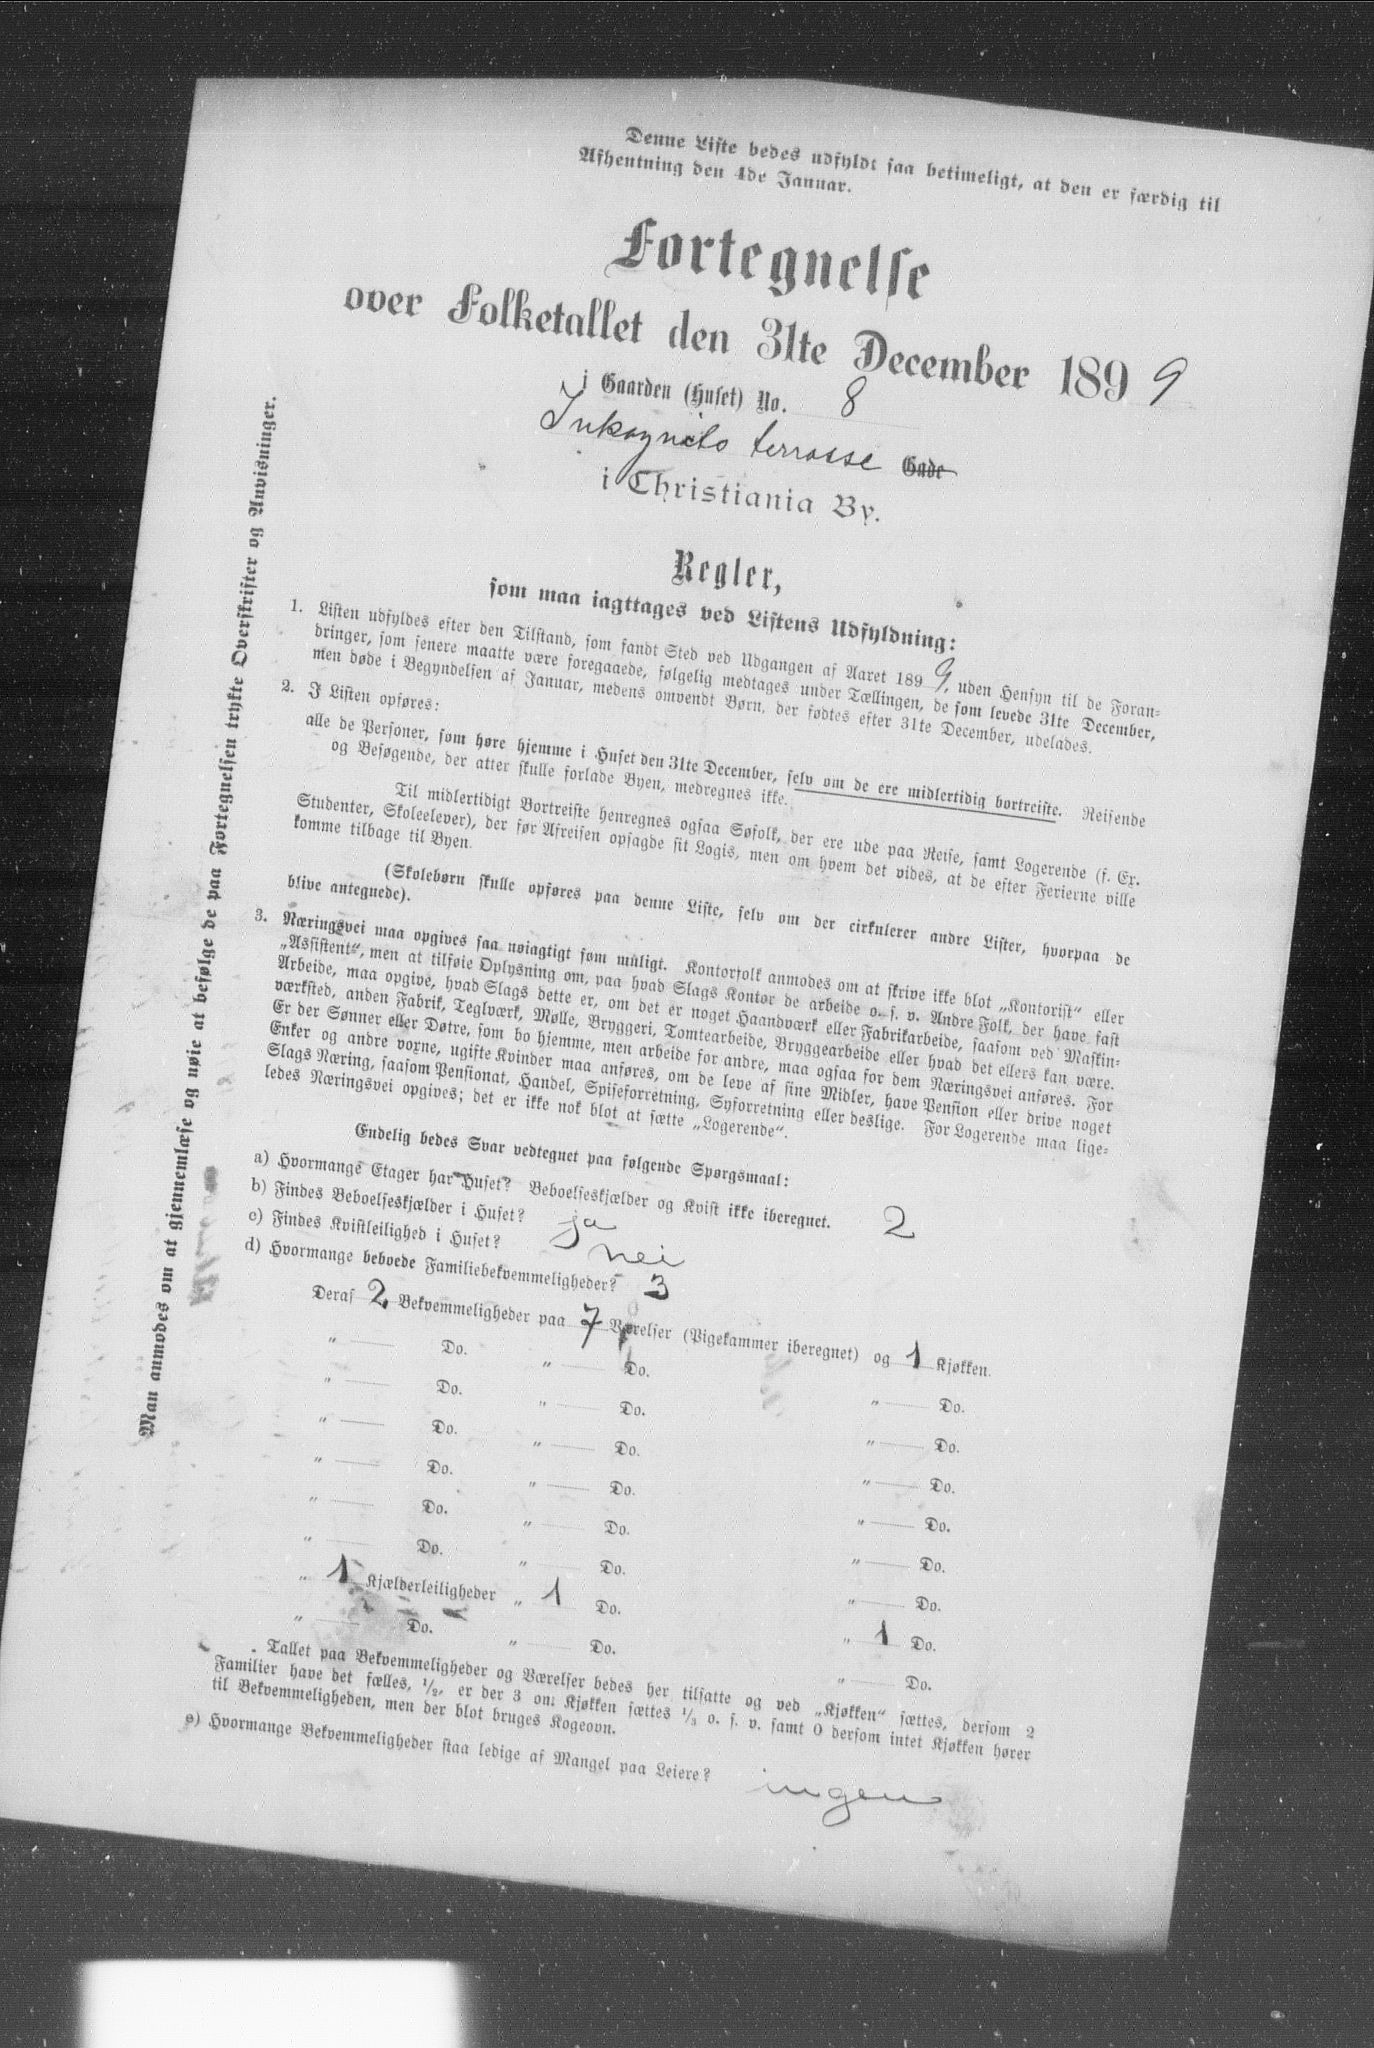 Denne Liste bedes udfyldt saa betimeligt, at den er færdig til
Afhentning den 4de Januar.
Fortegnelse
over Folketallet den 31te December 1899
i Gaarden (Huset) No. 8
Inkognito terrasse Gade
i Christiania By.
Regler,
som maa iagttages ved Listens Udfyldning:
1. Listen udfyldes efter den Tilstand, som fandt Sted ved Udgangen af Aaret 1899, uden Hensyn til de Foran-
dringer, som senere maatte være foregaaede, følgelig medtages under Tællingen, de som levede 31te December,
men døde i Begyndelsen af Januar, medens omvendt Børn, der fødtes efter 31te December, udelades.
2. I Listen opføres:
alle de Personer, som høre hjemme i Huset den 31te December, selv om de ere midlertidig bortreiste. Reisende
og Besøgende, der atter skulle forlade Byen, medregnes ikke.
Til midlertidigt Bortreiste henregnes ogsaa Søfolk, der ere ude paa Reise, samt Logerende (f. Ex.
Studenter, Skoleelever), der før Afreisen opsagde sit Logis, men om hvem det vides, at de efter Ferierne ville
komme tilbage til Byen.
(Skolebørn skulle opføres paa denne Liste, selv om der cirkulerer andre Lister, hvorpaa de
blive antegnede).
3. Næringsvei maa opgives saa nøiagtigt som muligt. Kontorfolk anmodes om at skrive ikke blot „Kontorist“ eller
„Assistent“, men at tilføie Oplysning om, paa hvad Slags Kontor de arbeide o. s. v. Andre Folk, der have fast
Arbeide, maa opgive, hvad Slags dette er, om det er noget Haandværk eller Fabrikarbeide, saasom ved Maskin-
værksted, anden Fabrik, Teglværk, Mølle, Bryggeri, Tomtearbeide, Bryggearbeide eller hvad det ellers kan være.
Er der Sønner eller Døtre, som bo hjemme, men arbeide for andre, maa ogsaa for dem Næringsvei anføres. For
Enker og andre voxne, ugifte Kvinder maa anføres, om de leve af sine Midler, have Pension eller drive noget
Slags Næring, saasom Pensionat, Handel, Spiseforretning, Syforretning eller deslige. For Logerende maa lige-
ledes Næringsvei opgives; det er ikke nok blot at sætte „Logerende“.
Endelig bedes Svar vedtegnet paa følgende Spørgsmaal:
a) Hvormange Etager har Huset? Beboelseskjælder og Kvist ikke iberegnet. 2
b) Findes Beboelseskjælder i Huset? ja
c) Findes Kvistleilighed i Huset? nei
d) Hvormange beboede Familiebekvemmeligheder? 3
Deraf 2 Bekvemmeligheder paa 7 Værelser (Pigekammer iberegnet) og 1 Kjøkken.
„ Do. „ Do. „ Do.
„ Do. „ Do. „ Do.
„ Do. „ Do. „ Do.
„ Do. „ Do. „ Do.
„ Do. „ Do. „ Do.
„ Do. „ Do. „ Do.
„ 1 Kjælderleiligheder „ 1 Do. „ 1 Do.
„ Do. „ Do. „ Do.
Tallet paa Bekvemmeligheder og Værelser bedes her tilsatte og ved „Kjøkken“ sættes, dersom 2
Familier have det fælles, 1/2, er der 3 om Kjøkken sættes 1/3 o. s. v. samt 0 dersom intet Kjøkken hører
til Bekvemmeligheden, men der blot bruges Kogeovn.
e) Hvormange Bekvemmeligheder staa ledige af Mangel paa Leiere? ingen
Man anmodes om at gjennemlæse og nøie at befølge de paa Fortegnelsen trykte Overskrifter og Anvisninger.